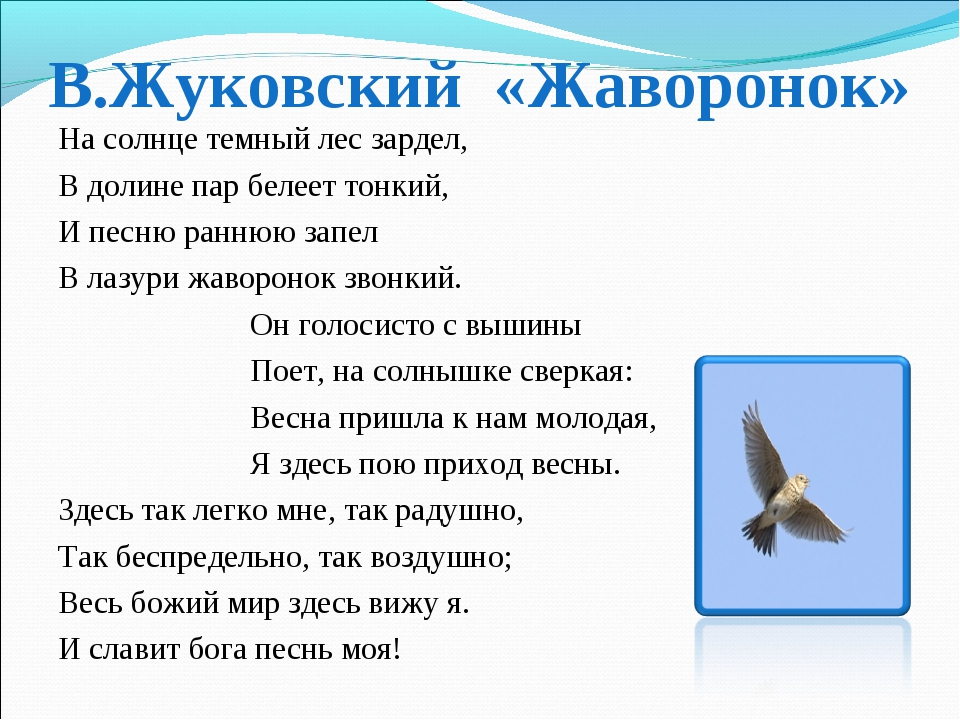 В.Жуковский «Жаворонок»
На солнце темный лес зардел,
В долине пар белеет тонкий,
И песню раннюю запел
В лазури жаворонок звонкий.
Он голосисто с вышины
Поет, на солнышке сверкая:
Весна пришла к нам молодая,
Я здесь пою приход весны.
Здесь так легко мне, так радушно,
Так беспредельно, так воздушно;
Весь божий мир здесь вижу я.
И славит бога песнь моя!